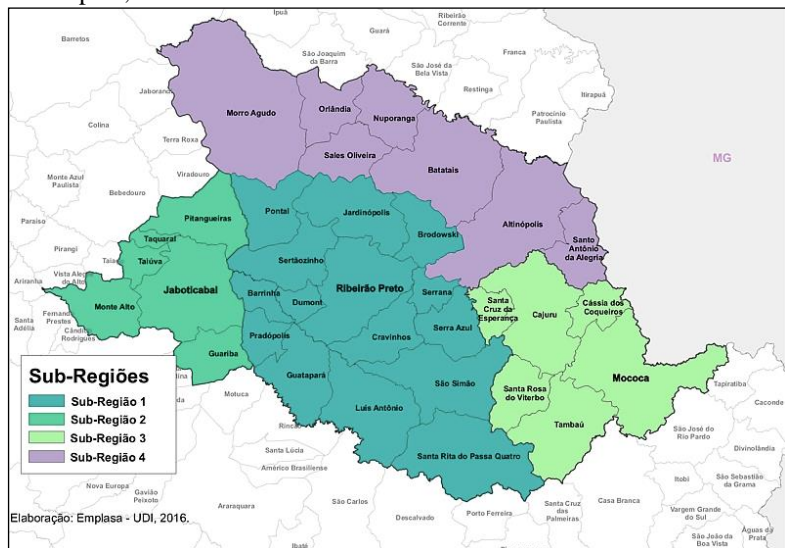 Ipuã
Ribeirão
Corrente
Guará
Barretos
São Joaquim
da Barra
Franca
São José da
Bela Vista
Jaborandi
Restinga
Itirapuã
Morro Agudo
Orlândia
Nuporanga
Patrocínio
Paulista
Colina
Terra Roxa
Sales Oliveira
Batatais
MG
Viradouro
Monte Azul
Paulista
Bebedouro
Pitangueiras
Pontal
Jardinópolis
Altinópolis
Paraíso
Brodowski
Santo
Antônio
da Alegria
Taquaral
Pirangi
Taiúva
Sertãozinho
Vista Alegre
do Alto
Ariranha
Jaboticabal
Barrinha
Dumont
Ribeirão Preto
Serrana
Santa
Cruz da
Esperança
Cajuru
Cássia dos
Coqueiros
Monte Alto
Fernando
Prestes
Santa
Adélia
Cândido
Rodrigues
Pradópolis
Cravinhos
Serra Azul
Guariba
Guatapará
São Simão
Santa Rosa
do Viterbo
Mococa
Tapiratiba
Caconde
Sub-Regiões
Sub-Região 1
Sub-Região 2
Sub-Região 3
Sub-Região 4
Motuca
Luis Antônio
Tambaú
São José do
Rio Pardo
Divinolândia
Santa Lúcia
Américo Brasiliense
Santa Rita do Passa Quatro
Itobi
São Sebastião
da Grama
Nova Europa
Gavião
Peixoto
Araraquara
São Carlos
Descalvado
Porto Ferreira
Santa Cruz
das
Palmeiras
Casa Branca
Vargem Grande
do Sul
Águas da
Prata
São João da
Boa Vista
Ibaté
Elaboração: Emplasa - UDI, 2016.